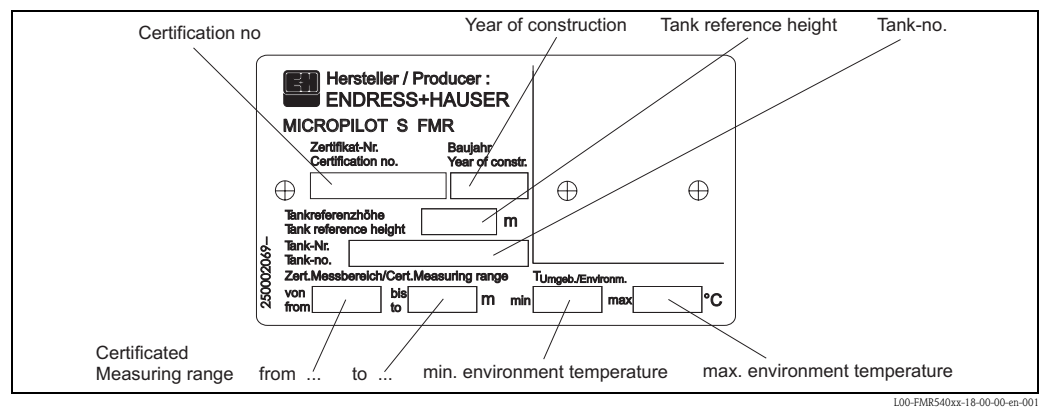 Certification no
Year of construction
Tank reference height
Tank-no.
EH
Hersteller / Producer :
ENDRESS+HAUSER
MICROPILOT S FMR
Zertifikat-Nr.
Certification no.
Baujahr
Year of constr.
Tankreferenzhöhe
Tank reference height
m
Tank-Nr.
Tank-no.
250002069--
Zert.Messbereich/Cert.Measuring range
TUmgeb./Environm.
von
from
bis
to
m
min
max
°C
Certificated
Measuring range from ... to ...
min. environment temperature
max. environment temperature
L00-FMR540xx-18-00-00-en-001